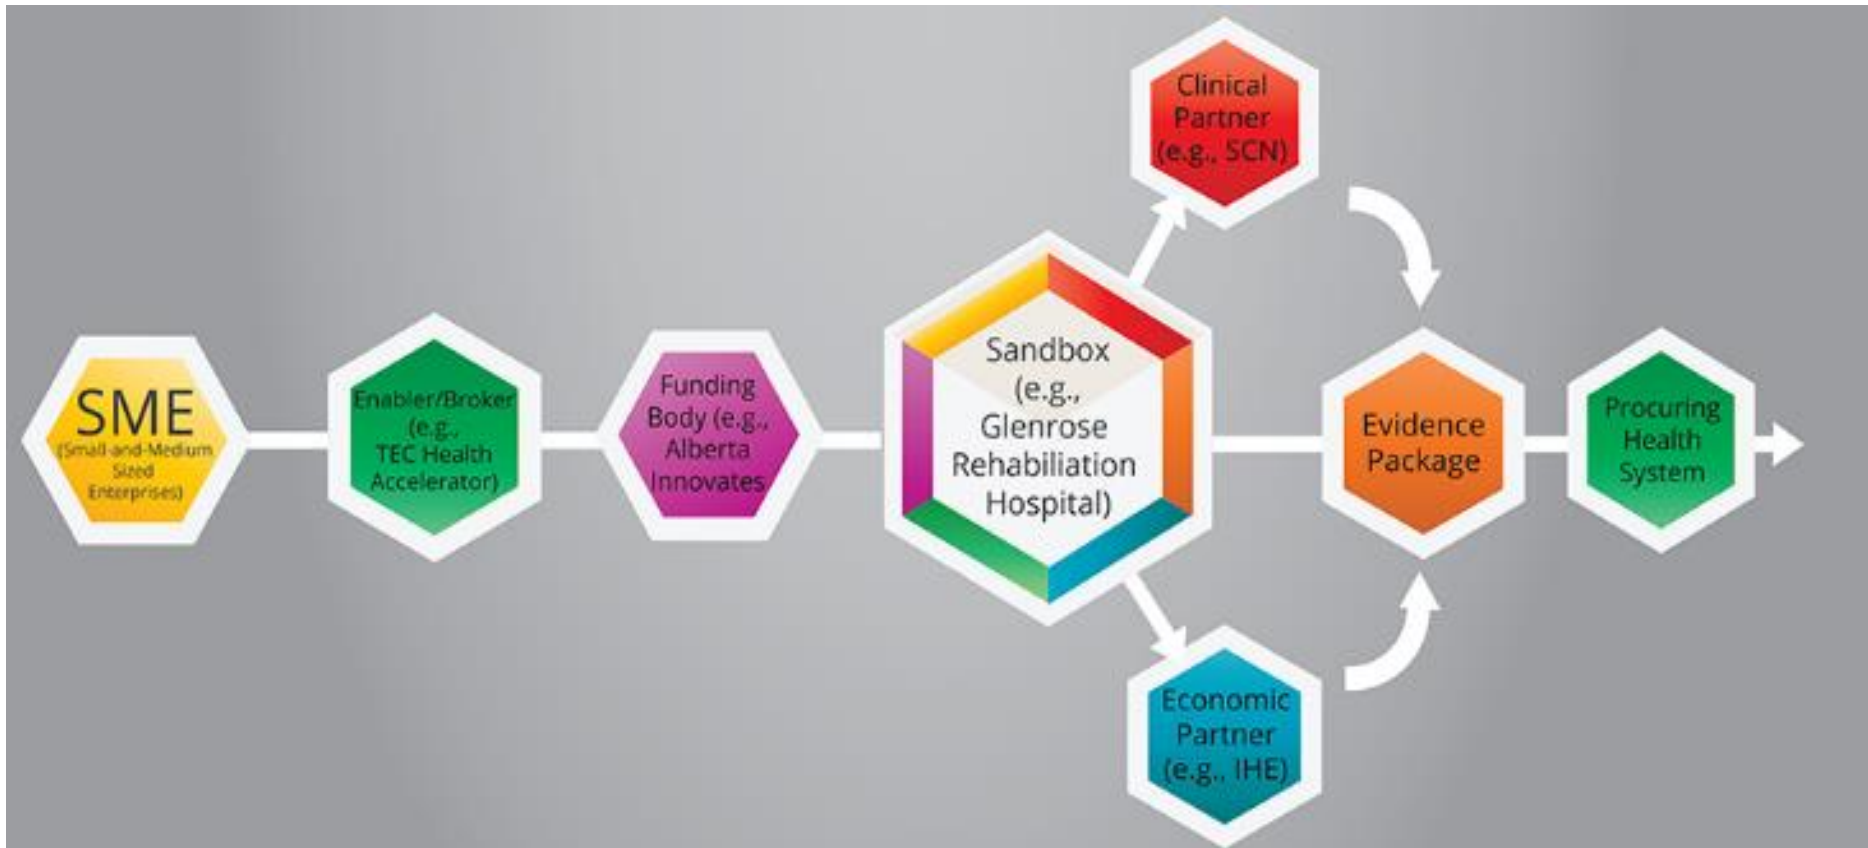 SME
(Small-and-Medium
Sized
Enterprises)
Enabler/Broker
(e.g.,
TEC Health
Accelerator)
Funding
Body (e.g.,
Alberta
Innovates
Sandbox
(e.g.,
Glenrose
Rehabiliation
Hospital)
Clinical
Partner
(e.g., SCN)
Economic
Partner
(e.g., IHE)
Evidence
Package
Procuring
Health
System